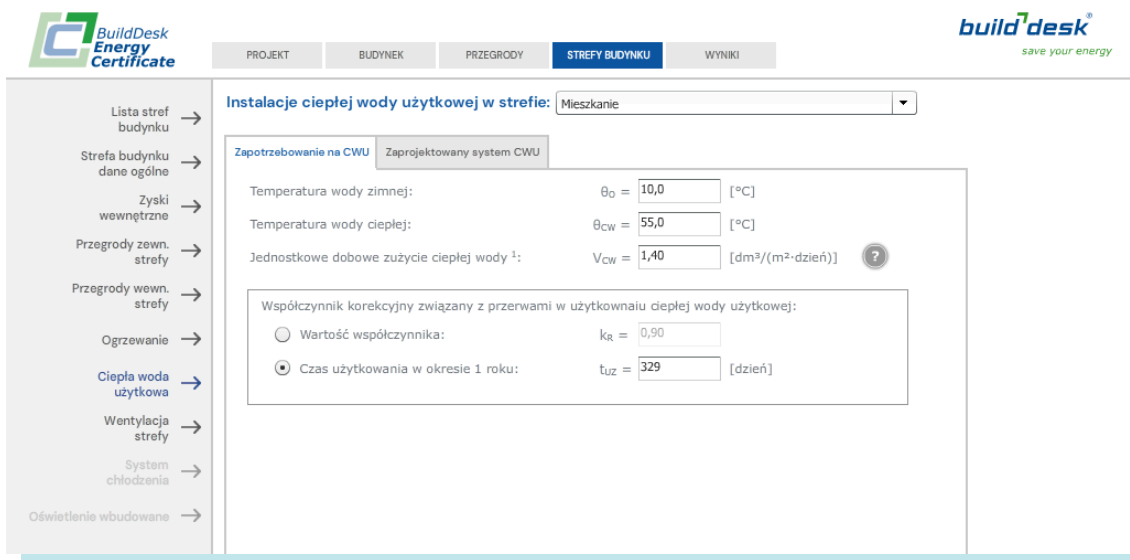 BuildDesk
Energy
Certificate
PROJEKT BUDYNEK PRZEGRODY STREFY BUDYNKU WYNIKI
build desk®
save your energy
Lista stref
budynku
Strefa budynku
dane ogólne
Zyski
wewnętrzne
Przegrody zewn.
strefy
Przegrody wewn.
strefy
Ogrzewanie
Ciepła woda
użytkowa
Wentylacja
strefy
System
chłodzenia
Oświetlenie wbudowane
Instalacje ciepłej wody użytkowej w strefie: Mieszkanie
Zapotrzebowanie na CWU Zaprojektowany system CWU
Temperatura wody zimnej: θo = 10,0 [°C]
Temperatura wody ciepłej: θcw = 55,0 [°C]
Jednostkowe dobowe zużycie ciepłej wody ¹: Vcw = 1,40 [dm³/(m²·dzień)] ?
Współczynnik korekcyjny związany z przerwami w użytkownaiu ciepłej wody użytkowej:
Wartość współczynnika: kR = 0,90
Czas użytkowania w okresie 1 roku: tUZ = 329 [dzień]